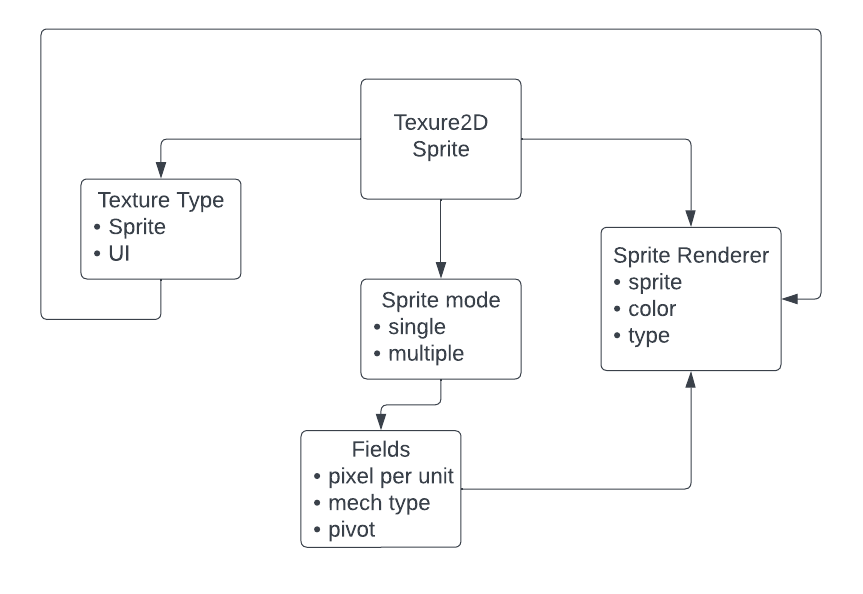 Texure2D
Sprite
Texture Type
• Sprite
• UI
Sprite Renderer
• sprite
• color
• type
Sprite mode
• single
• multiple
Fields
• pixel per unit
• mech type
• pivot